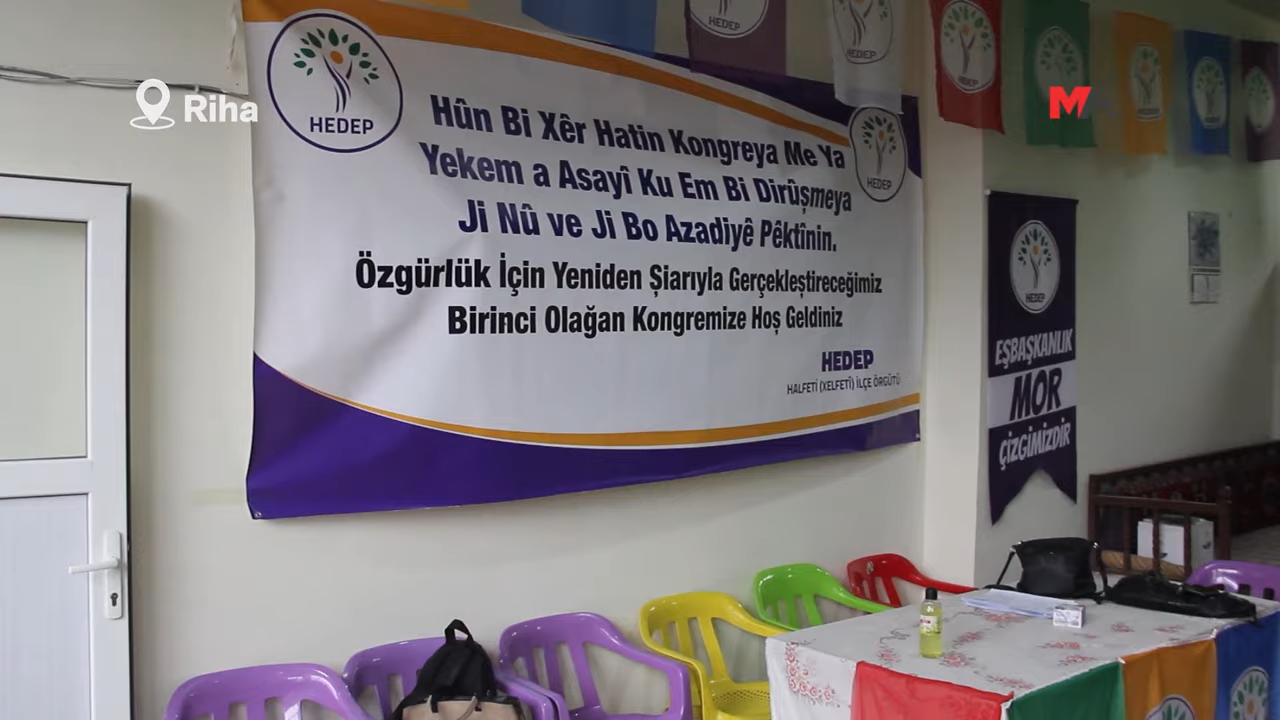 Riha
HEDEP
Hûn Bi Xêr Hatin Kongreya Me Ya
Yekem a Asayî Ku Em Bi Dirûşmeya
Ji Nû ve Ji Bo Azadiyê Pêktînin.
Özgürlük İçin Yeniden Şiarıyla Gerçekleştireceğimiz
Birinci Olağan Kongremize Hoş Geldiniz
HEDEP
HALFETİ (XELFETÎ) İLÇE ÖRGÜTÜ
HEDEP
HEDEP
HEDEP
HEDEP
EŞBAŞKANLIK
MOR
ÇİZGİMİZDİR
M